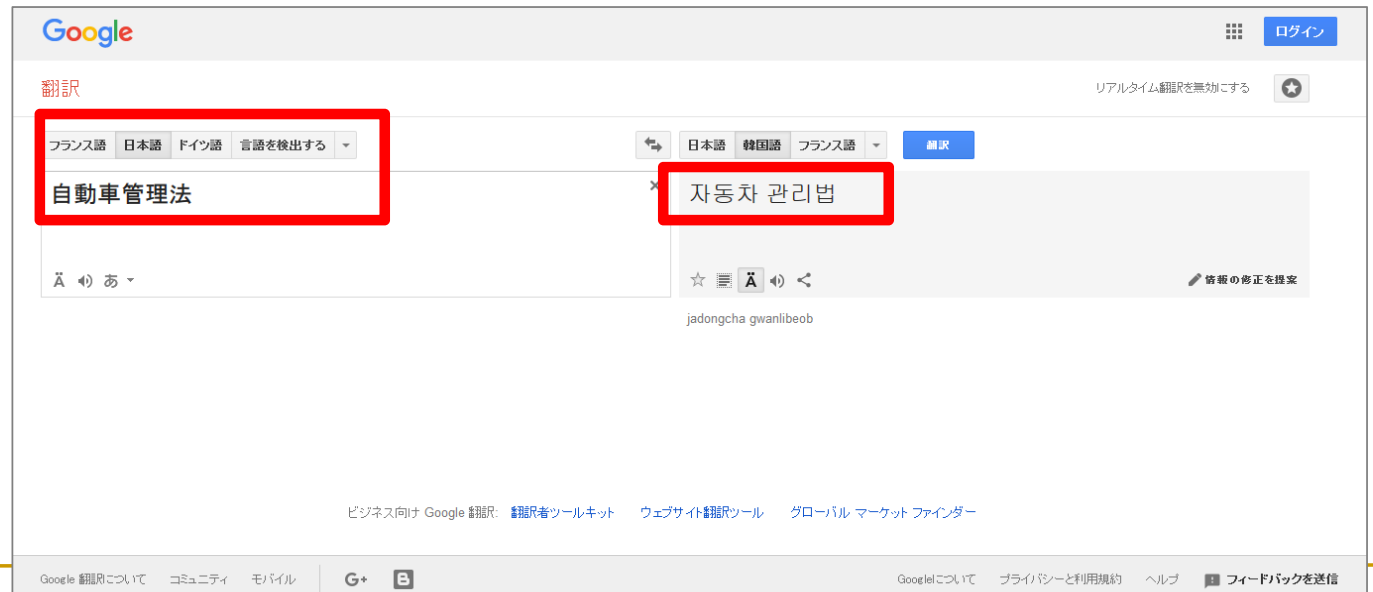 Google
ログイン
翻訳
リアルタイム翻訳を無効にする
フランス語 日本語 ドイツ語 言語を検出する
日本語 韓国語 フランス語 翻訳
自動車管理法
자동차 관리법
Ä あ
Ä
情報の修正を提案
jadongcha gwanlibeob
ビジネス向け Google 翻訳: 翻訳者ツールキット ウェブサイト翻訳ツール グローバル マーケット ファインダー
Google 翻訳について コミュニティ モバイル G+ B
Googleについて プライバシーと利用規約 ヘルプ フィードバックを送信